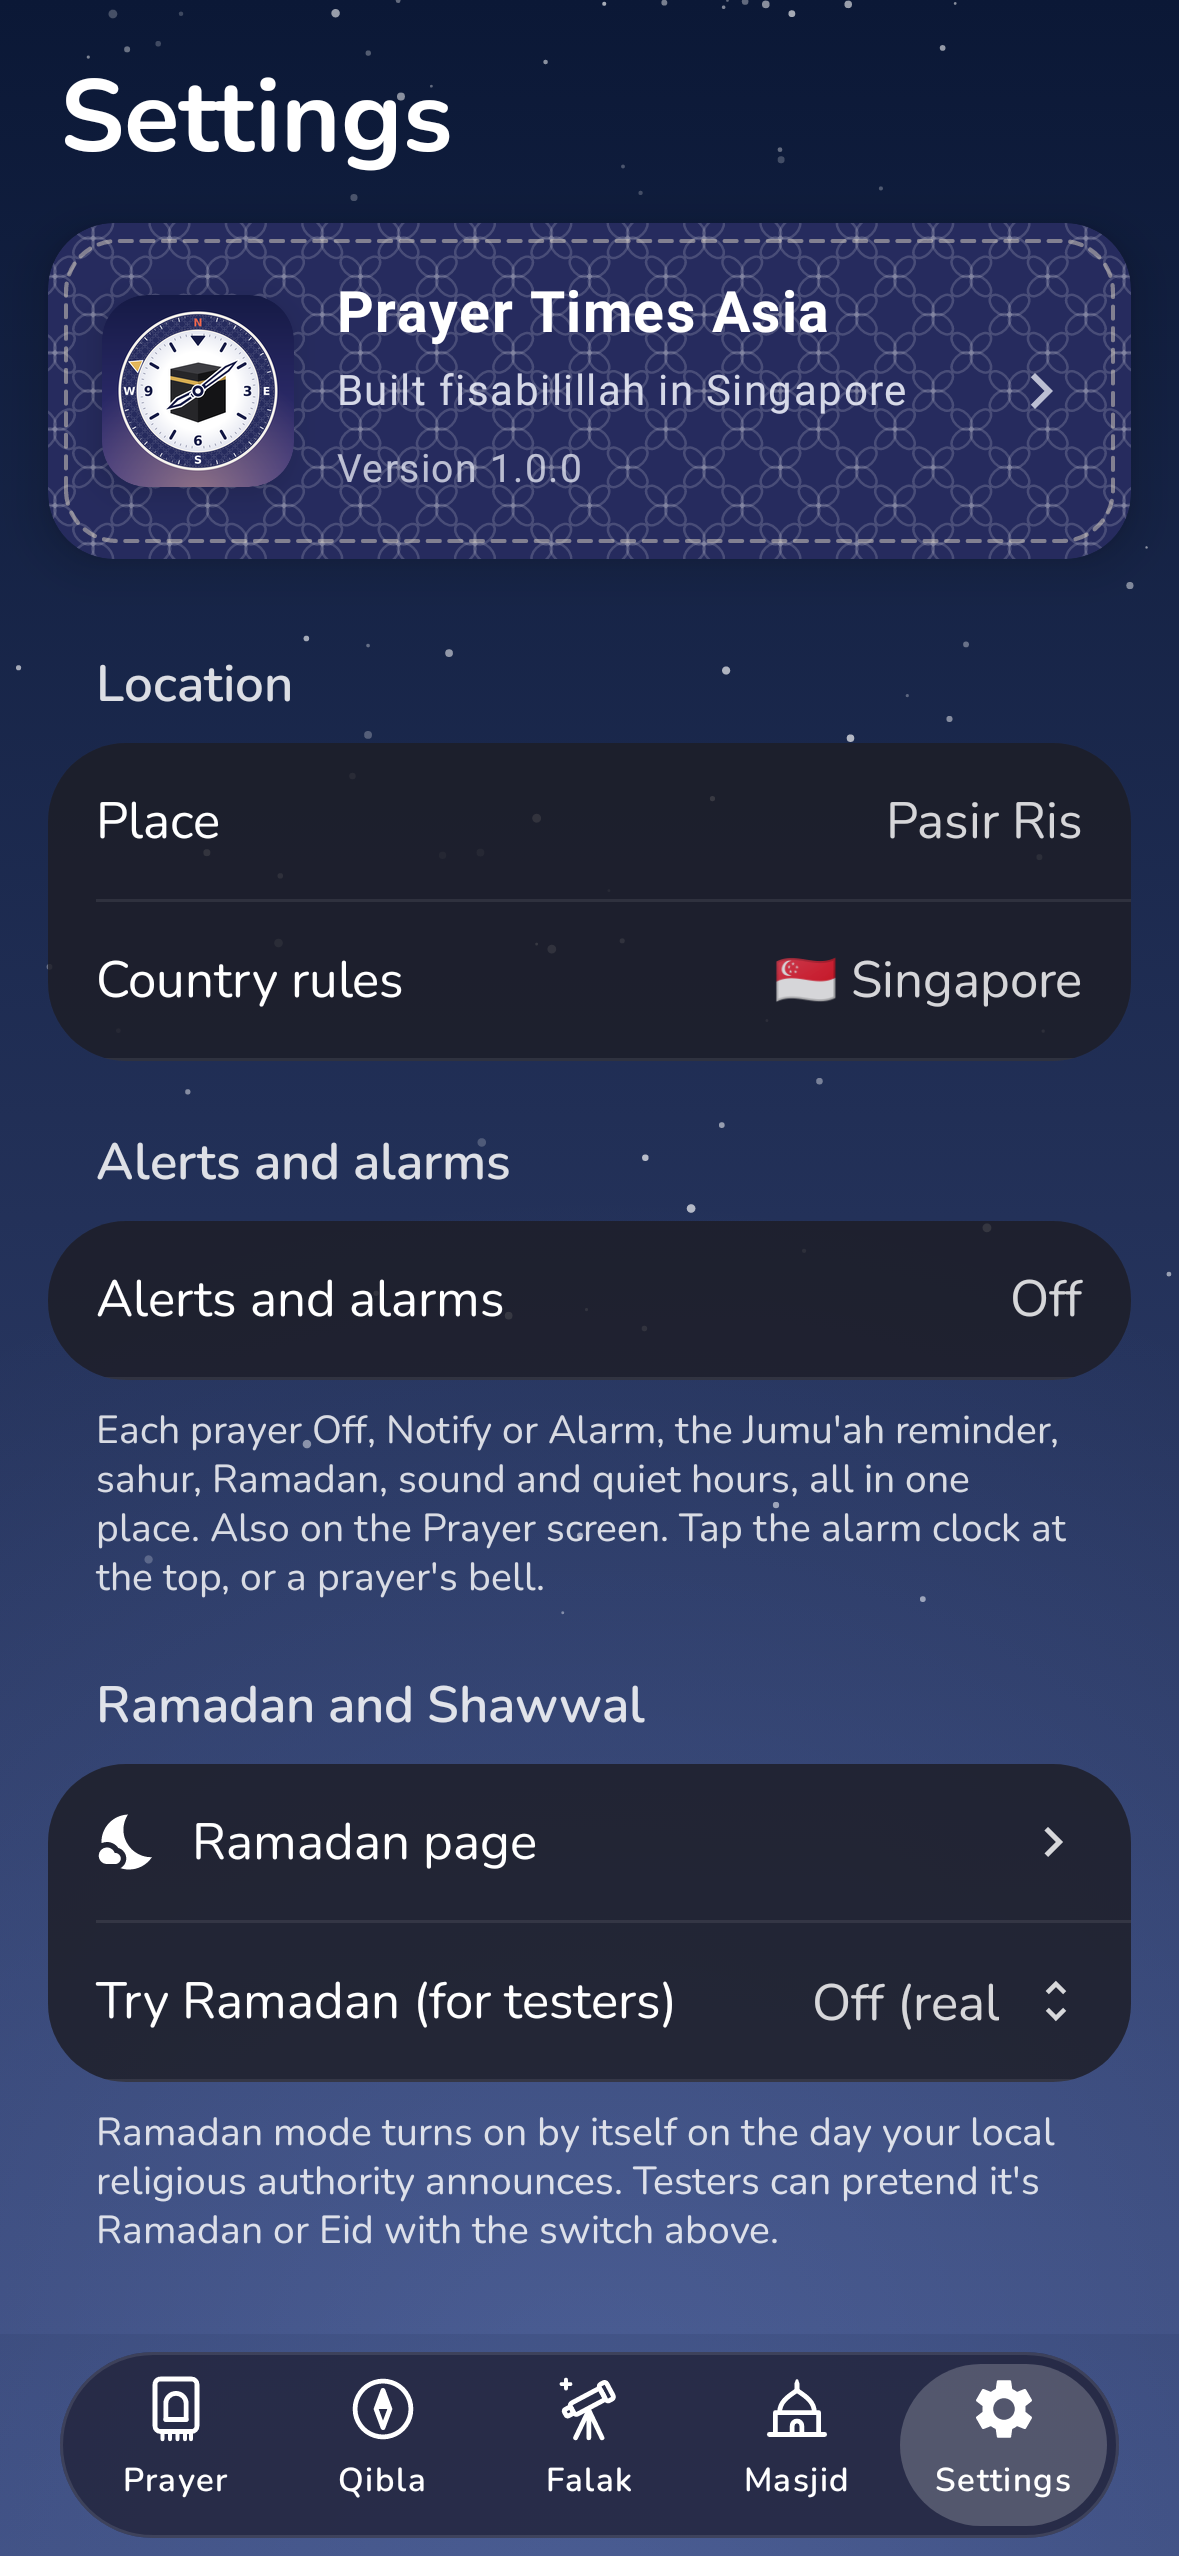 Settings
N
W 9 3 E
6
S
Prayer Times Asia
Built fisabilillah in Singapore
Version 1.0.0
Location
Place Pasir Ris
Country rules 🇸🇬 Singapore
Alerts and alarms
Alerts and alarms Off
Each prayer Off, Notify or Alarm, the Jumu'ah reminder,
sahur, Ramadan, sound and quiet hours, all in one
place. Also on the Prayer screen. Tap the alarm clock at
the top, or a prayer's bell.
Ramadan and Shawwal
Ramadan page
Try Ramadan (for testers) Off (real
Ramadan mode turns on by itself on the day your local
religious authority announces. Testers can pretend it's
Ramadan or Eid with the switch above.
Prayer Qibla Falak Masjid Settings